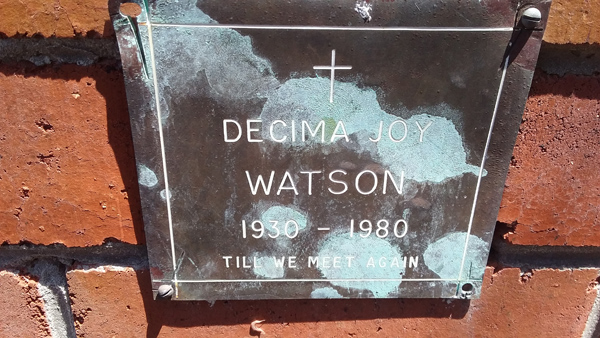 DECIMA JOY
WATSON
1930 - 1980
TILL WE MEET AGAIN